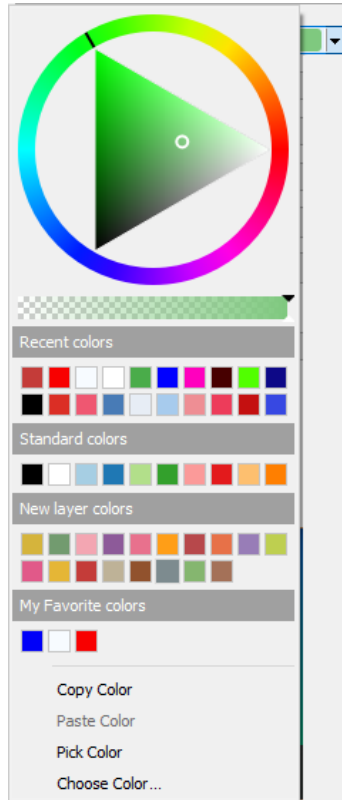 Recent colors
Standard colors
New layer colors
My Favorite colors
Copy Color
Paste Color
Pick Color
Choose Color...